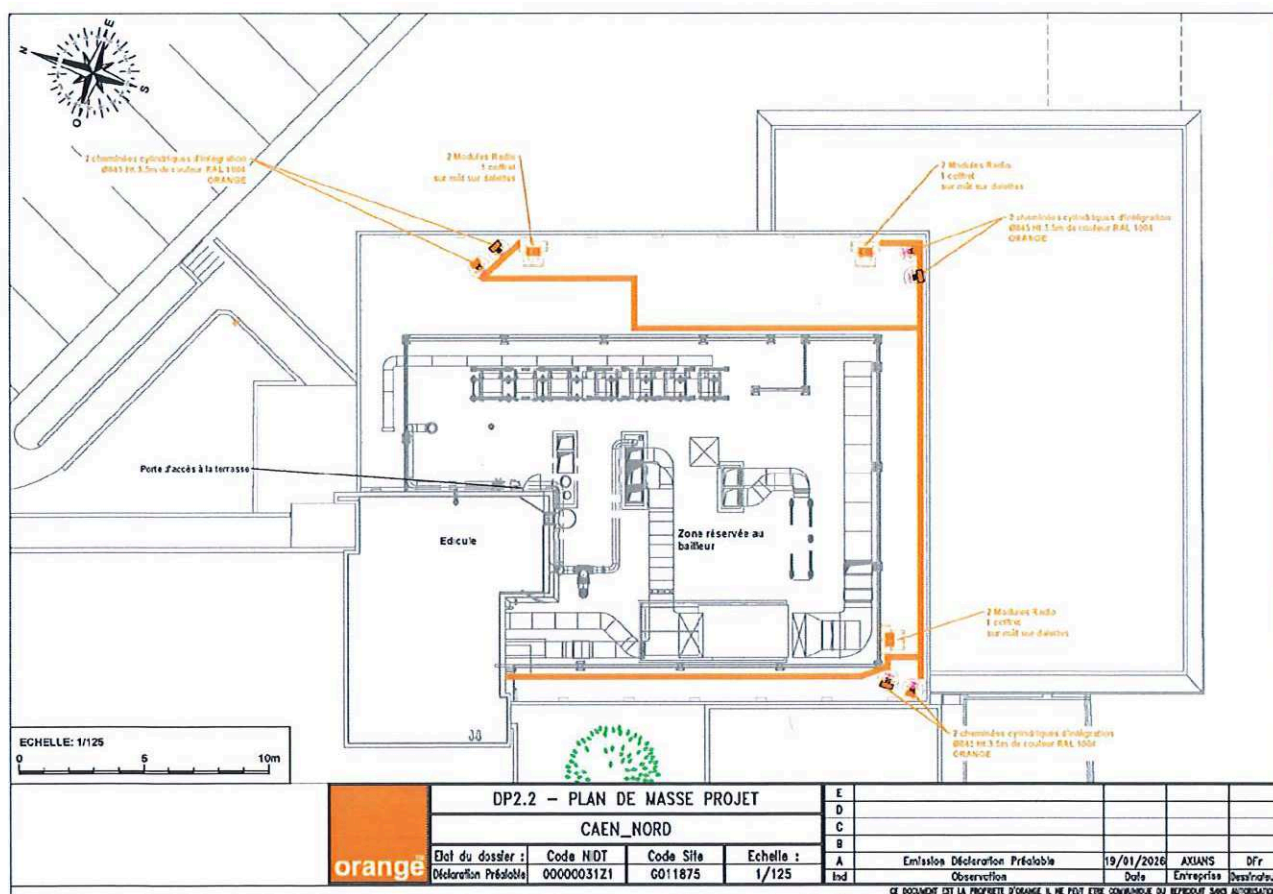 N
E
S
O
2 cheminées cylindriques d'intégration
Ø845 Ht 3.5m de couleur RAL 1004
ORANGE
2 Modules Radio
1 coffret
sur mât sur dalettes
2 Modules Radio
1 coffret
sur mât sur dalettes
2 cheminées cylindriques d'intégration
Ø845 Ht 3.5m de couleur RAL 1004
ORANGE
Porte d'accès à la terrasse
Edicule
Zone réservée au
bailleur
2 Modules Radio
1 coffret
sur mât sur dalettes
2 cheminées cylindriques d'intégration
Ht 3.5m de couleur RAL 1004
ORANGE
ECHELLE: 1/125
0 5 10m
orange
DP2.2 - PLAN DE MASSE PROJET
CAEN_NORD
Etat du dossier : Code NIDT Code Site Echelle :
Déclaration Préalable 00000031Z1 G011875 1/125
E
D
C
B
A Emission Déclaration Préalable 19/01/2026 AXIANS DFr
Ind Observation Date Entreprise Dessinateur
CE DOCUMENT EST LA PROPRIETE D'ORANGE IL NE PEUT ETRE COMMUNIQUE OU REPRODUIT SANS AUTORISATION